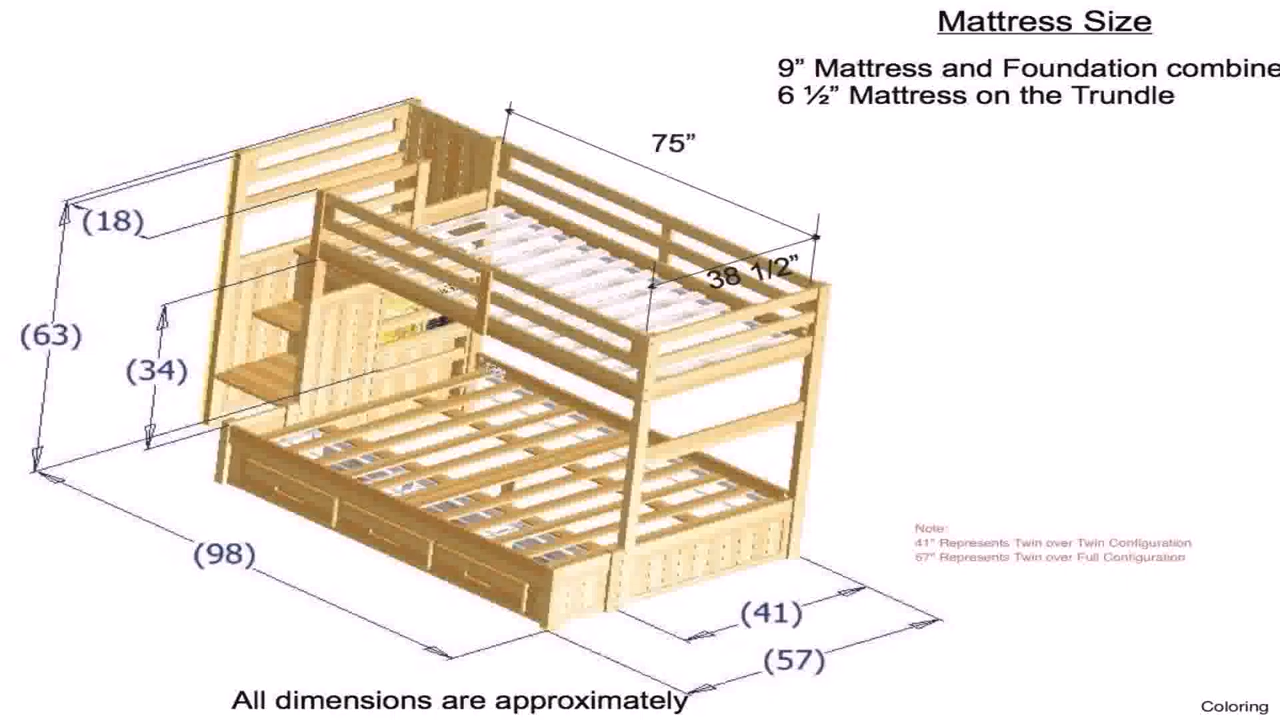 Mattress Size
9” Mattress and Foundation combine
6 ½” Mattress on the Trundle
75”
(18)
38 1/2”
(63)
(34)
Note:
41" Represents Twin over Twin Configuration
57" Represents Twin over Full Configuration
(98)
(41)
(57)
All dimensions are approximately
Coloring